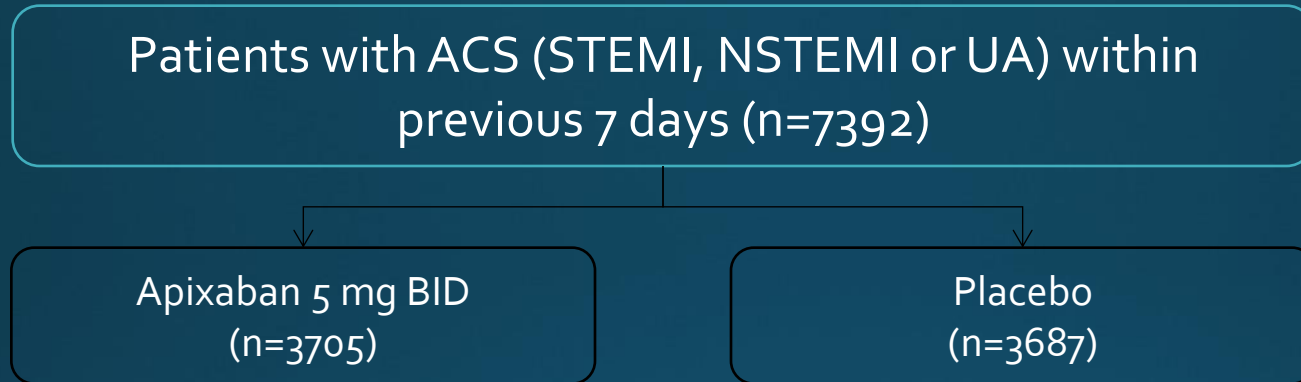 Patients with ACS (STEMI, NSTEMI or UA) within
previous 7 days (n=7392)
Apixaban 5 mg BID
(n=3705)
Placebo
(n=3687)